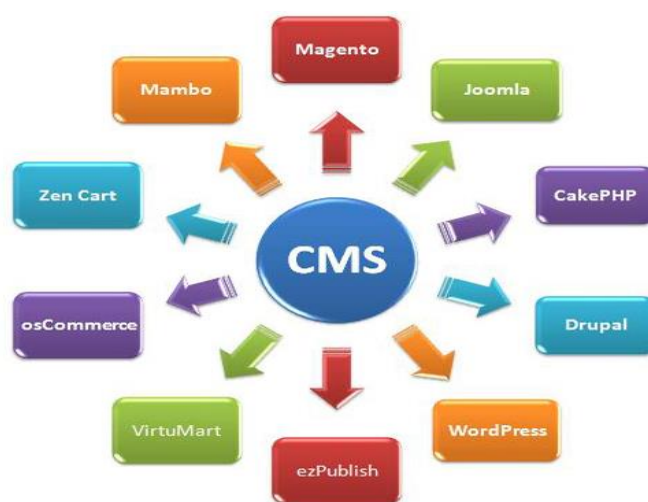 Magento
Mambo
Joomla
Zen Cart
CakePHP
CMS
osCommerce
Drupal
VirtuMart
WordPress
ezPublish